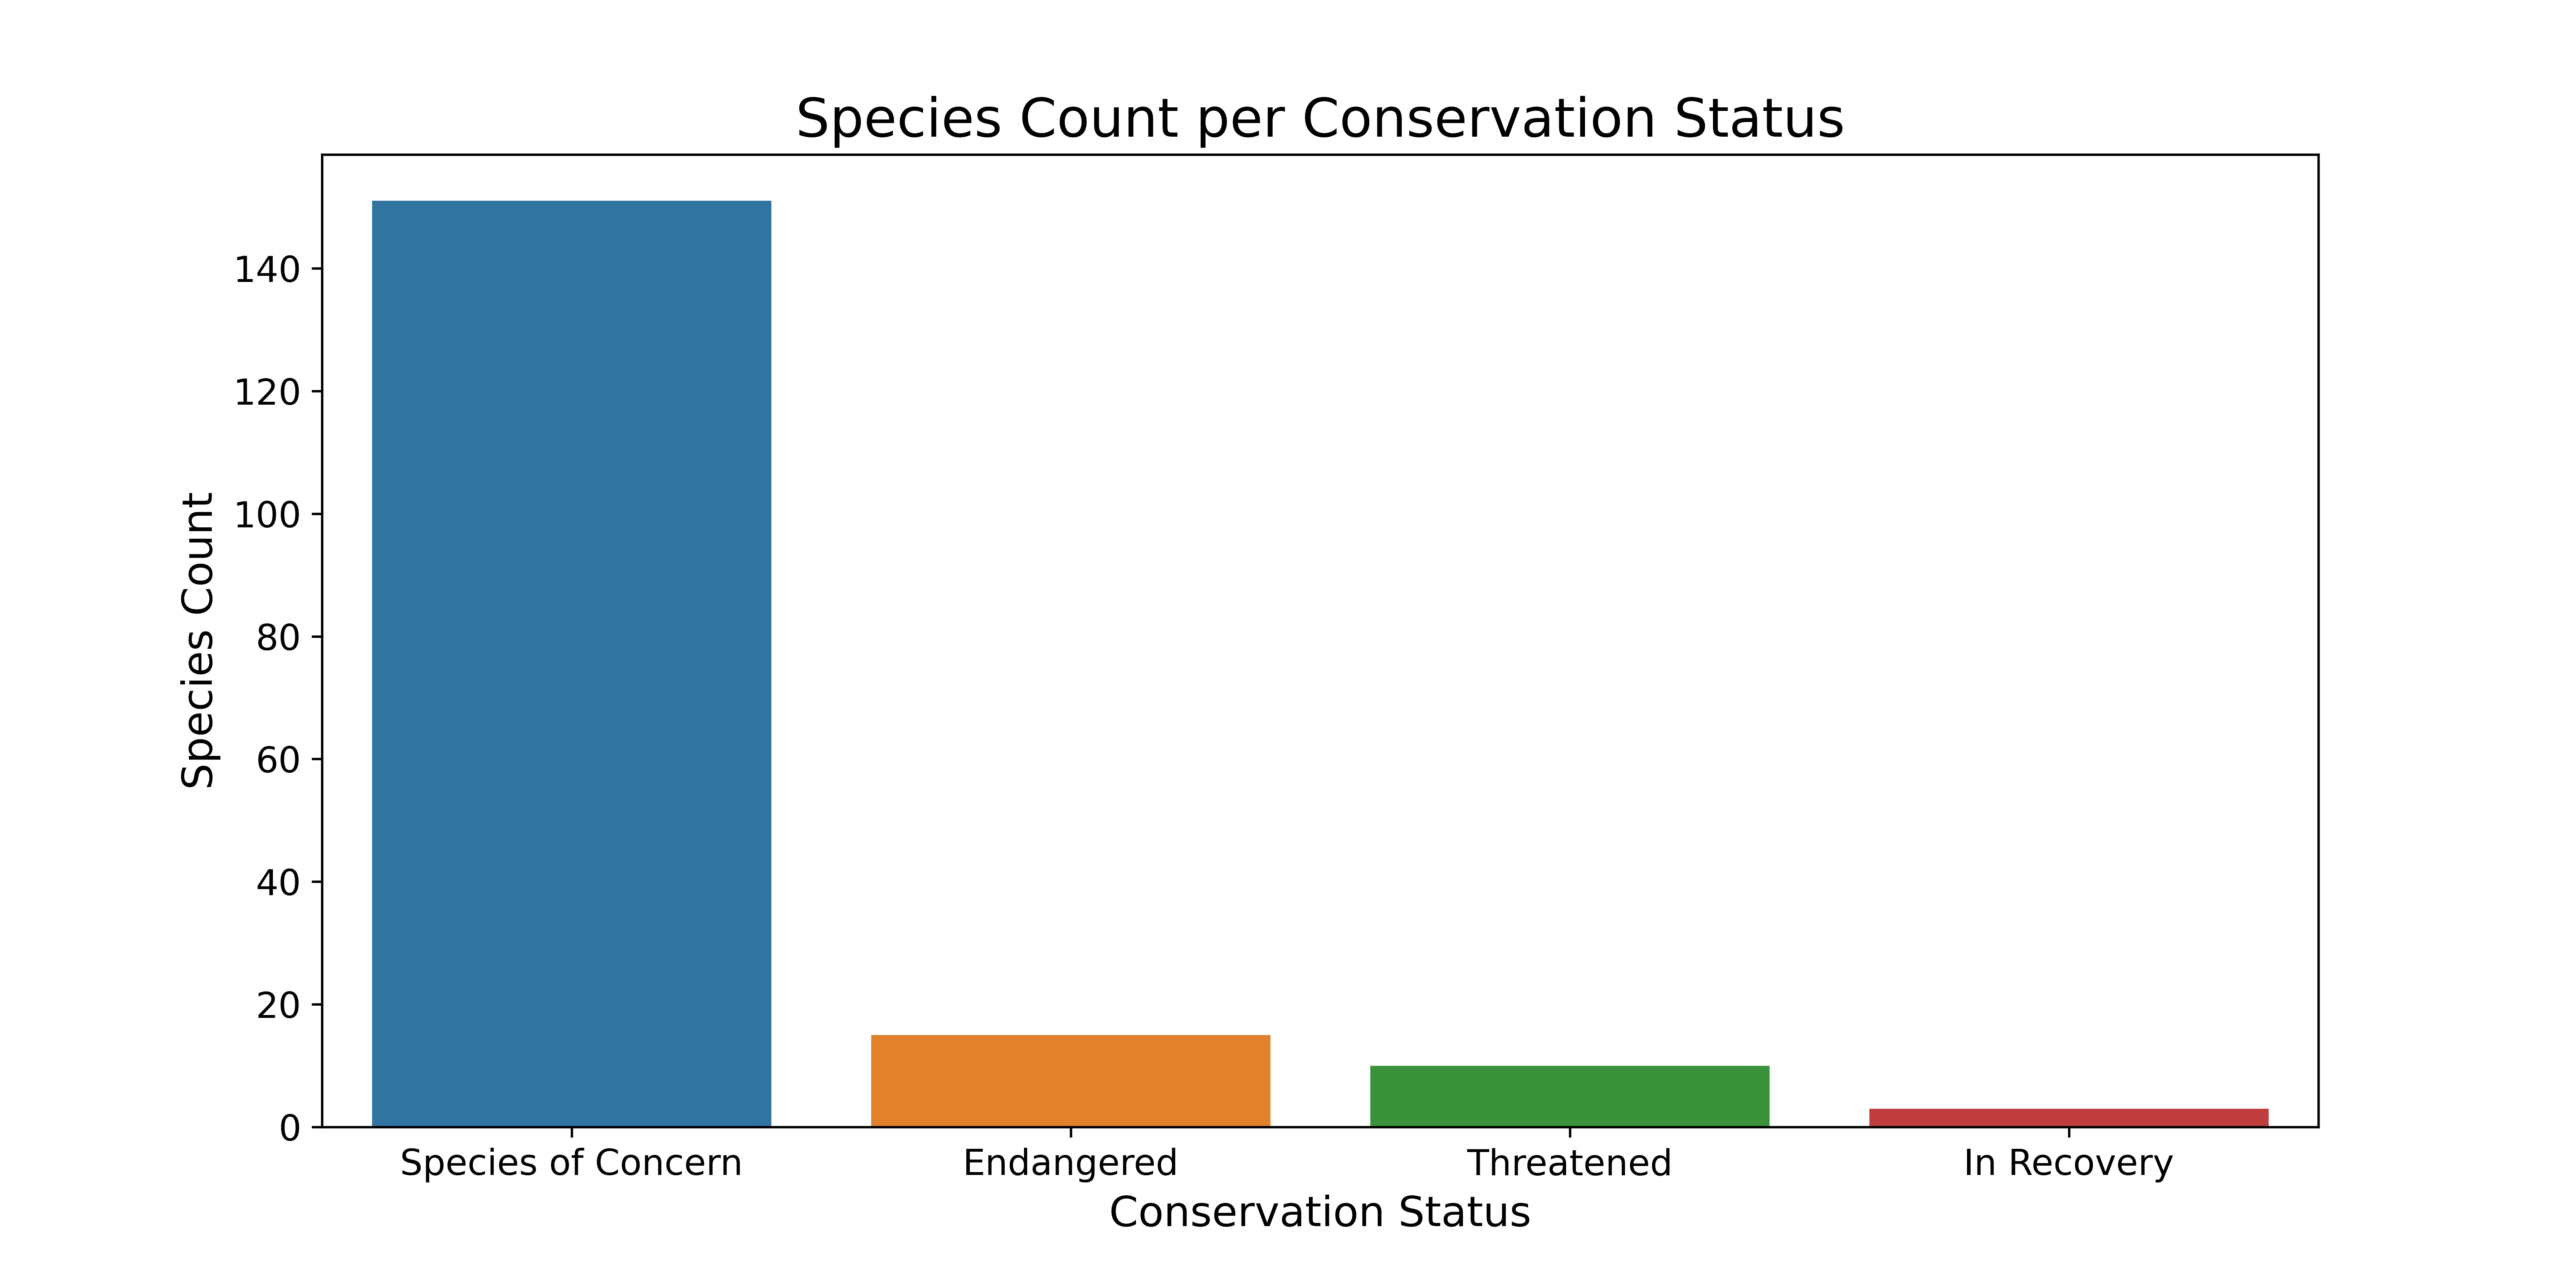 Species Count per Conservation Status
Species Count
140
120
100
80
60
40
20
0
Species of Concern Endangered Threatened In Recovery
Conservation Status